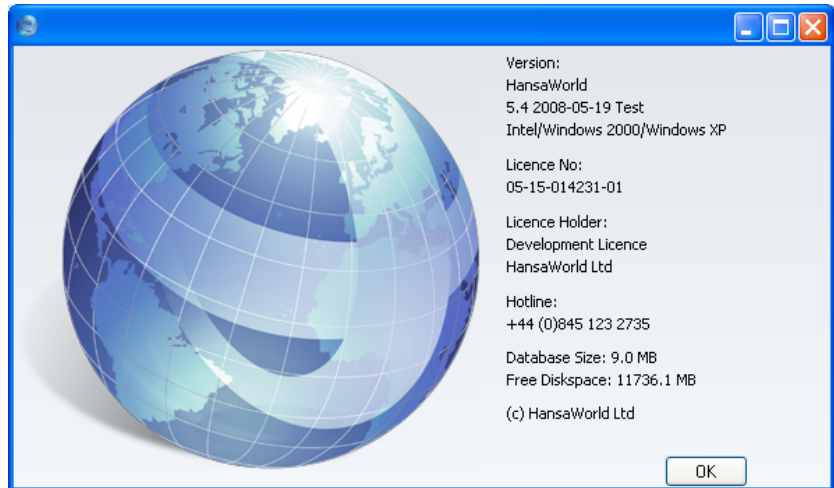 Version:
HansaWorld
5.4 2008-05-19 Test
Intel/Windows 2000/Windows XP
Licence No:
05-15-014231-01
Licence Holder:
Development Licence
HansaWorld Ltd
Hotline:
+44 (0)845 123 2735
Database Size: 9.0 MB
Free Diskspace: 11736.1 MB
(c) HansaWorld Ltd
OK